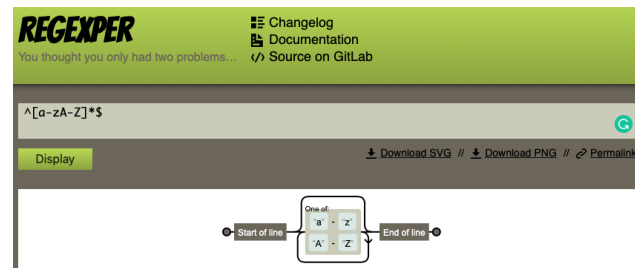 REGEXPER
You thought you only had two problems...
Changelog
Documentation
Source on GitLab
^[a-zA-Z]*$
Display
Download SVG // Download PNG // Permalink
One of:
Start of line
"a" - "z"
"A" - "Z"
End of line